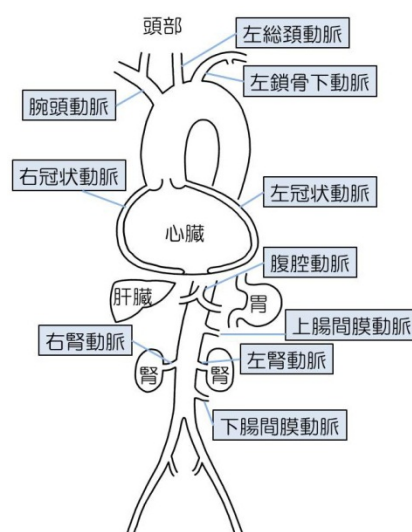 頭部
左総頚動脈
左鎖骨下動脈
腕頭動脈
右冠状動脈
左冠状動脈
心臓
腹腔動脈
肝臓
胃
上腸間膜動脈
右腎動脈
左腎動脈
腎
腎
下腸間膜動脈